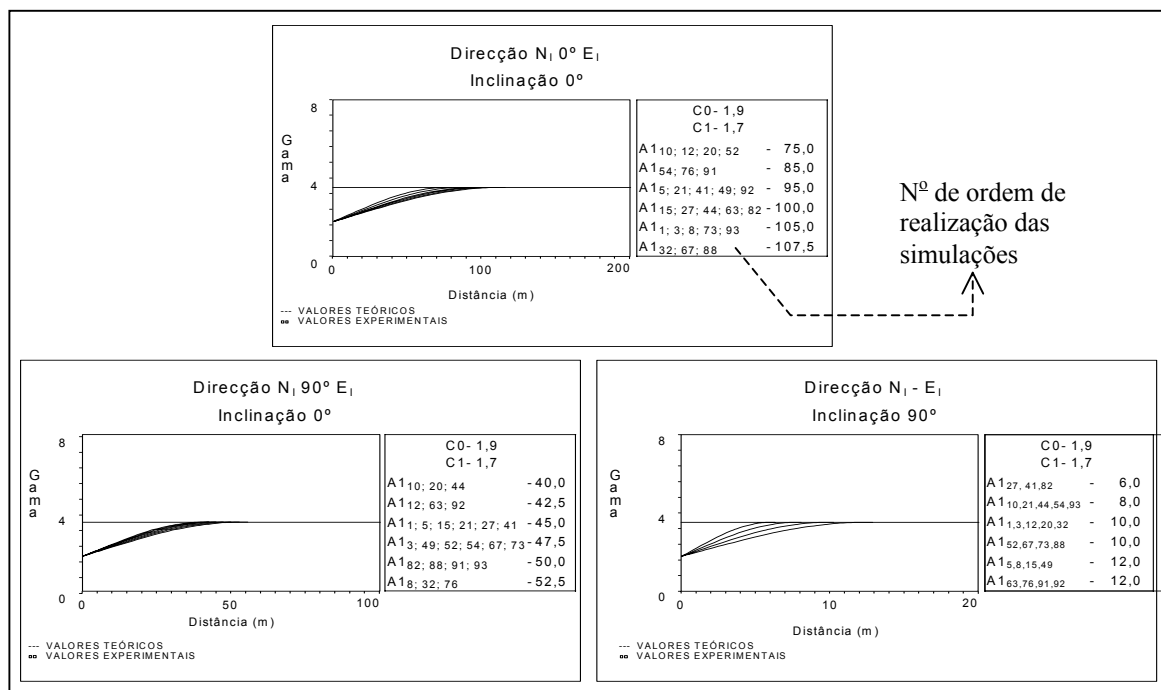 Direcção N₁ 0º E₁
Inclinação 0º
Gama
8
4
0
0 100 200
Distância (m)
--- VALORES TEÓRICOS
▫▫ VALORES EXPERIMENTAIS
C0- 1,9
C1- 1,7
A1 10; 12; 20; 52 - 75,0
A1 54; 76; 91 - 85,0
A1 5; 21; 41; 49; 92 - 95,0
A1 15; 27; 44; 63; 82 - 100,0
A1 1; 3; 8; 73; 93 - 105,0
A1 32; 67; 88 - 107,5
Nº de ordem de
realização das
simulações
Direcção N₁ 90º E₁
Inclinação 0º
Gama
8
4
0
0 50 100
Distância (m)
--- VALORES TEÓRICOS
▫▫ VALORES EXPERIMENTAIS
C0- 1,9
C1- 1,7
A1 10; 20; 44 -40,0
A1 12; 63; 92 -42,5
A1 1; 5; 15; 21; 27; 41 -45,0
A1 3; 49; 52; 54; 67; 73 -47,5
A1 82; 88; 91; 93 -50,0
A1 8; 32; 76 -52,5
Direcção N₁ - E₁
Inclinação 90º
Gama
8
4
0
0 10 20
Distância (m)
--- VALORES TEÓRICOS
▫▫ VALORES EXPERIMENTAIS
C0- 1,9
C1- 1,7
A1 27, 41,82 - 6,0
A1 10,21,44,54,93 - 8,0
A1 1,3,12,20,32 - 10,0
A1 52,67,73,88 - 10,0
A1 5,8,15,49 - 12,0
A1 63,76,91,92 - 12,0